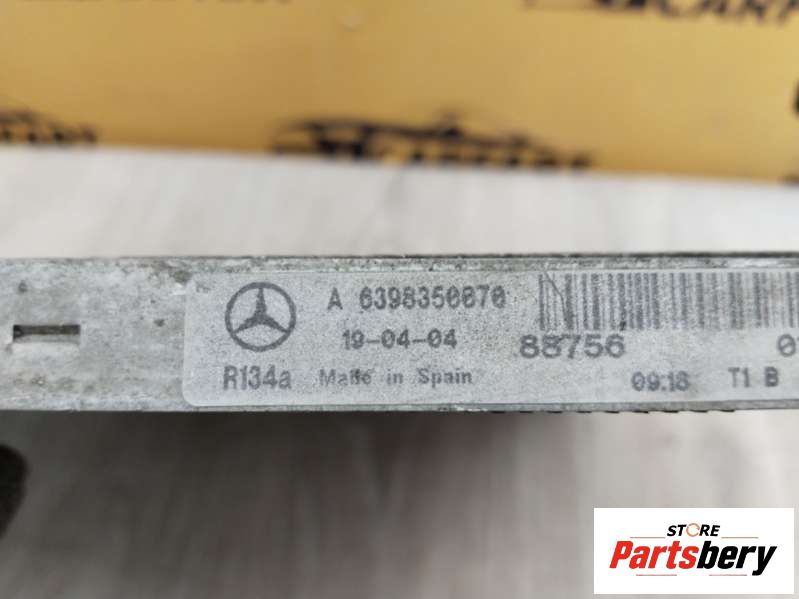 A 6398350070
19-04-04
88756
R134a Made in Spain
09:18 T1 B
STORE
Partsbery